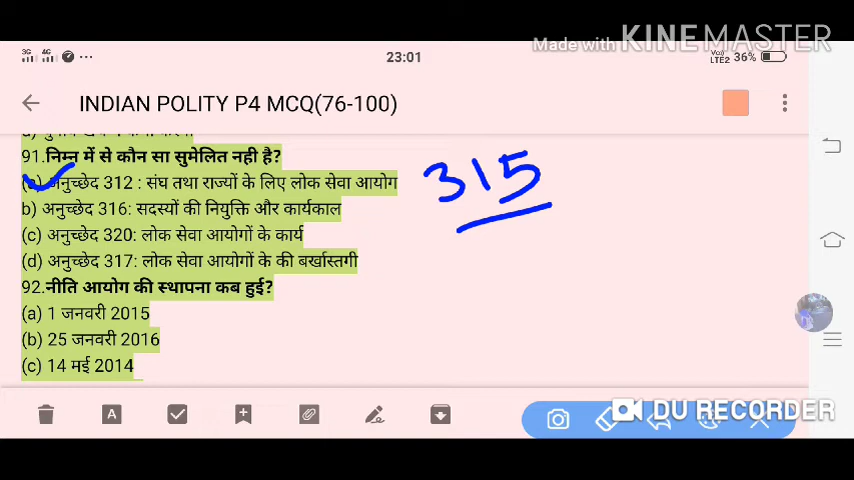 Made with KINEMASTER
3G 4G ... 23:01 VoD LTE2 36%
INDIAN POLITY P4 MCQ(76-100)
91.निम्न में से कौन सा सुमेलित नही है?
अनुच्छेद 312 : संघ तथा राज्यों के लिए लोक सेवा आयोग
315
b) अनुच्छेद 316: सदस्यों की नियुक्ति और कार्यकाल
(c) अनुच्छेद 320: लोक सेवा आयोगों के कार्य
(d) अनुच्छेद 317: लोक सेवा आयोगों के की बर्खास्तगी
92.नीति आयोग की स्थापना कब हुई?
(a) 1 जनवरी 2015
(b) 25 जनवरी 2016
(c) 14 मई 2014
A
DU RECORDER